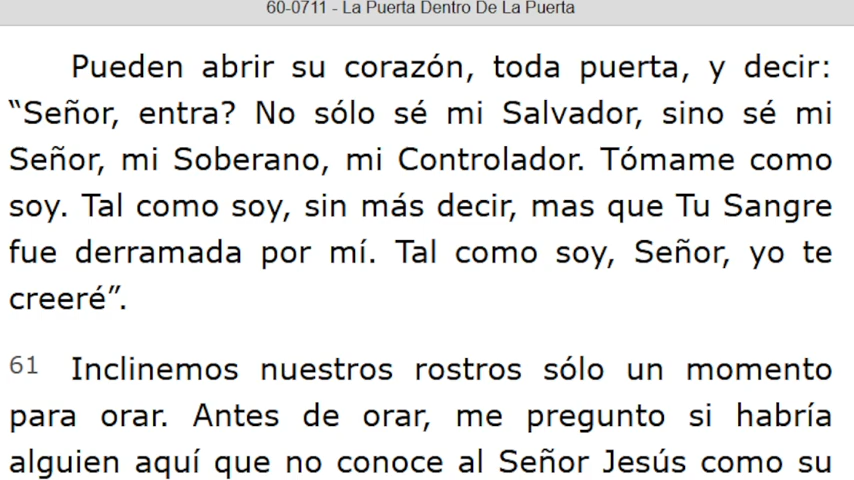 60-0711 - La Puerta Dentro De La Puerta
Pueden abrir su corazón, toda puerta, y decir:
“Señor, entra? No sólo sé mi Salvador, sino sé mi
Señor, mi Soberano, mi Controlador. Tómame como
soy. Tal como soy, sin más decir, mas que Tu Sangre
fue derramada por mí. Tal como soy, Señor, yo te
creeré”.
61 Inclinemos nuestros rostros sólo un momento
para orar. Antes de orar, me pregunto si habría
alguien aquí que no conoce al Señor Jesús como su